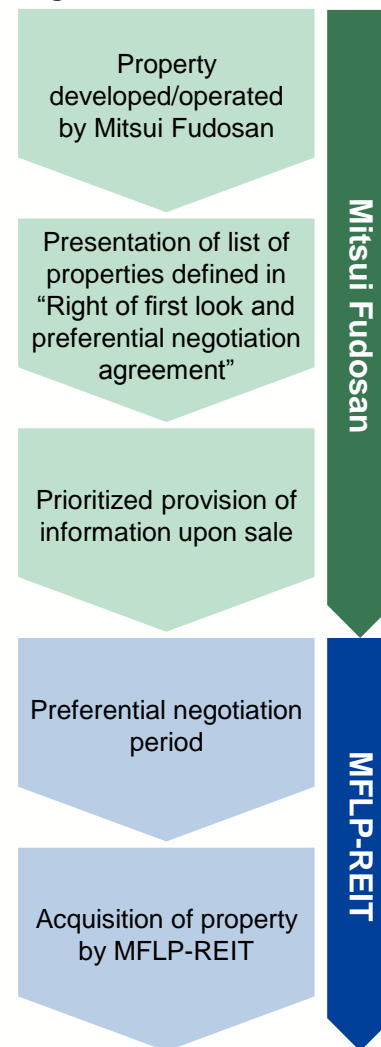 Property
developed/operated
by Mitsui Fudosan
Presentation of list of
properties defined in
“Right of first look and
preferential negotiation
agreement”
Prioritized provision of
information upon sale
Mitsui Fudosan
Preferential negotiation
period
Acquisition of property
by MFLP-REIT
MFLP-REIT